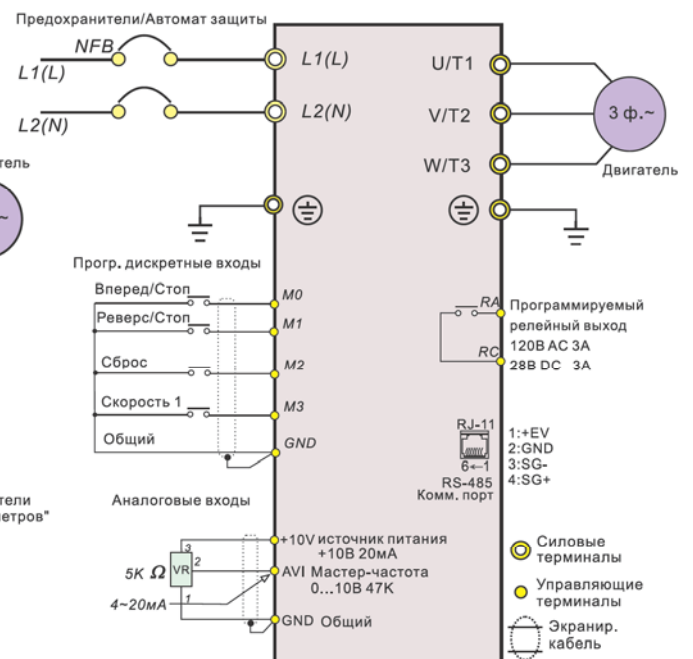 Предохранители/Автомат защиты
NFB
L1(L)
L1(L)
L2(N)
L2(N)
U/T1
V/T2
W/T3
3 ф.~
Двигатель
~
Прогр. дискретные входы
Вперед/Стоп
M0
Реверс/Стоп
M1
Сброс
M2
Скорость 1
M3
Общий
GND
RA
RC
Программируемый
релейный выход
120В AC 3A
28В DC 3A
RJ-11
6←1
RS-485
Комм. порт
1:+EV
2:GND
3:SG-
4:SG+
Аналоговые входы
+10V источник питания
+10В 20мА
3
2
1
5K Ω
VR
AVI Мастер-частота
0...10В 47K
4~20мА
GND Общий
Силовые
терминалы
Управляющие
терминалы
Экранир.
кабель